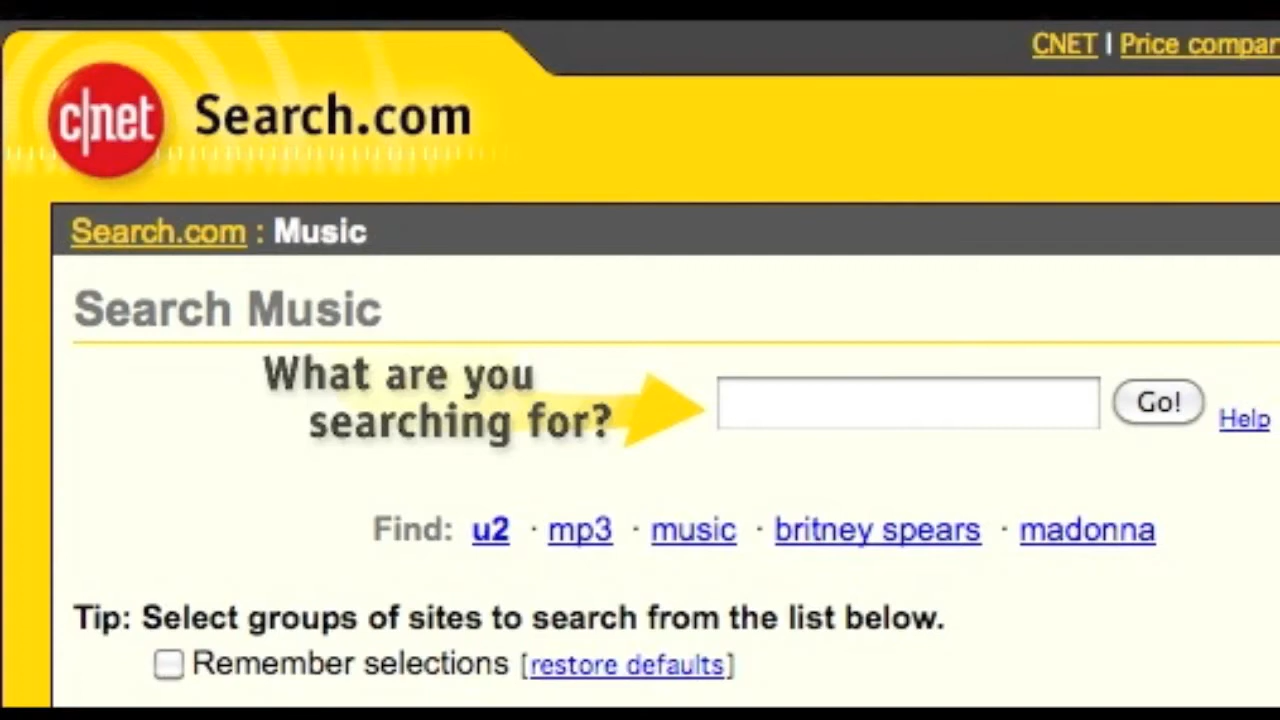 CNET | Price compar
c|net Search.com
Search.com : Music
Search Music
What are you
searching for?
Go!
Help
Find: u2 · mp3 · music · britney spears · madonna
Tip: Select groups of sites to search from the list below.
Remember selections [restore defaults]